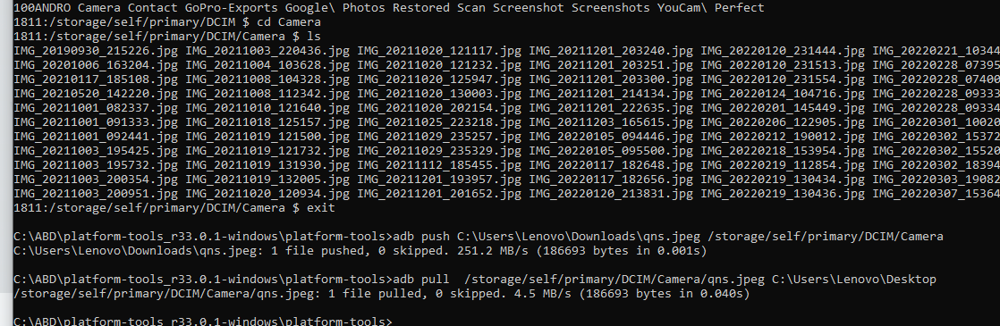 100ANDRO Camera Contact GoPro-Exports Google\ Photos Restored Scan Screenshot Screenshots YouCam\ Perfect
1811:/storage/self/primary/DCIM $ cd Camera
1811:/storage/self/primary/DCIM/Camera $ ls
IMG_20190930_215226.jpg IMG_20211003_220436.jpg IMG_20211020_121117.jpg IMG_20211201_203240.jpg IMG_20220120_231444.jpg IMG_20220221_10344
IMG_20201006_163204.jpg IMG_20211004_103628.jpg IMG_20211020_121232.jpg IMG_20211201_203251.jpg IMG_20220120_231513.jpg IMG_20220228_07395
IMG_20210117_185108.jpg IMG_20211008_104328.jpg IMG_20211020_125947.jpg IMG_20211201_203300.jpg IMG_20220120_231554.jpg IMG_20220228_07400
IMG_20210520_142220.jpg IMG_20211008_112342.jpg IMG_20211020_130003.jpg IMG_20211201_214134.jpg IMG_20220124_104716.jpg IMG_20220228_09333
IMG_20211001_082337.jpg IMG_20211010_121640.jpg IMG_20211020_202154.jpg IMG_20211201_222635.jpg IMG_20220201_145449.jpg IMG_20220228_09334
IMG_20211001_091333.jpg IMG_20211018_125157.jpg IMG_20211025_223218.jpg IMG_20211203_165615.jpg IMG_20220206_122905.jpg IMG_20220301_10020
IMG_20211001_092441.jpg IMG_20211019_121500.jpg IMG_20211029_235257.jpg IMG_20220105_094446.jpg IMG_20220212_190012.jpg IMG_20220302_15372
IMG_20211003_195425.jpg IMG_20211019_121732.jpg IMG_20211029_235329.jpg IMG_20220105_095500.jpg IMG_20220218_153954.jpg IMG_20220302_15520
IMG_20211003_195732.jpg IMG_20211019_131930.jpg IMG_20211112_185455.jpg IMG_20220117_182648.jpg IMG_20220219_112854.jpg IMG_20220302_18394
IMG_20211003_200354.jpg IMG_20211019_132005.jpg IMG_20211201_193957.jpg IMG_20220117_182656.jpg IMG_20220219_130434.jpg IMG_20220303_19082
IMG_20211003_200951.jpg IMG_20211020_120934.jpg IMG_20211201_201652.jpg IMG_20220120_213831.jpg IMG_20220219_130436.jpg IMG_20220307_15364
1811:/storage/self/primary/DCIM/Camera $ exit
C:\ABD\platform-tools_r33.0.1-windows\platform-tools>adb push C:\Users\Lenovo\Downloads\qns.jpeg /storage/self/primary/DCIM/Camera
C:\Users\Lenovo\Downloads\qns.jpeg: 1 file pushed, 0 skipped. 251.2 MB/s (186693 bytes in 0.001s)
C:\ABD\platform-tools_r33.0.1-windows\platform-tools>adb pull  /storage/self/primary/DCIM/Camera/qns.jpeg C:\Users\Lenovo\Desktop
/storage/self/primary/DCIM/Camera/qns.jpeg: 1 file pulled, 0 skipped. 4.5 MB/s (186693 bytes in 0.040s)
C:\ABD\platform-tools_r33.0.1-windows\platform-tools>